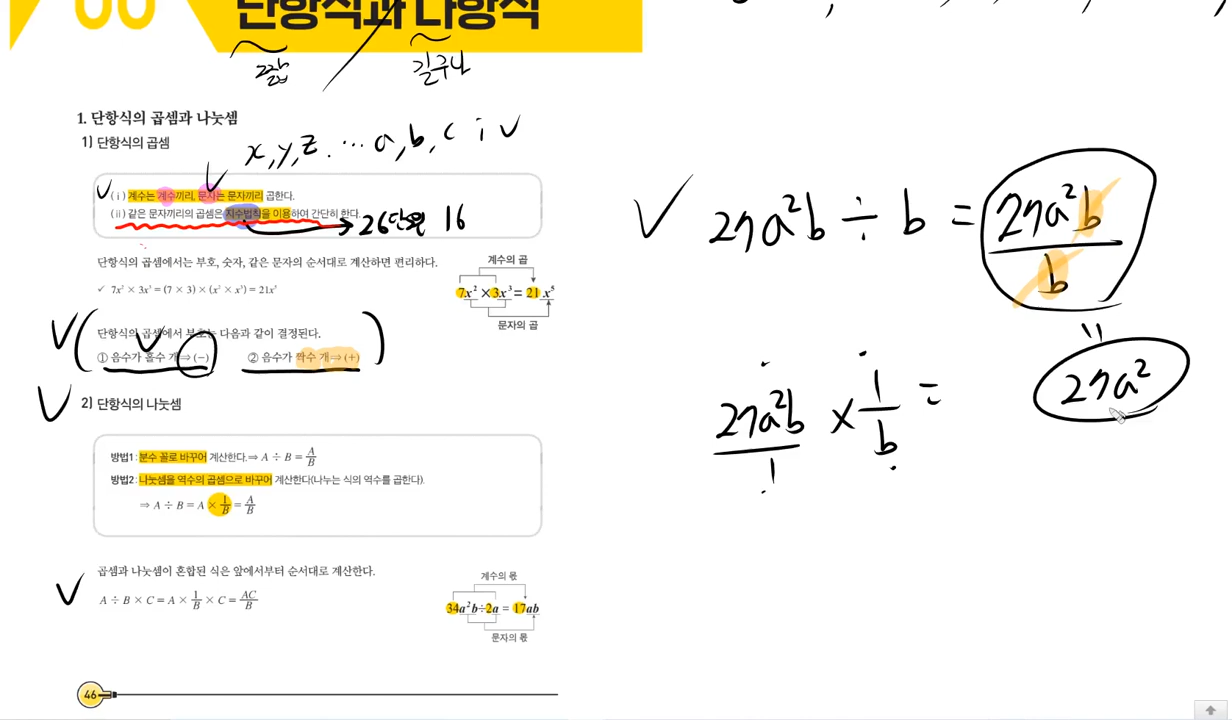 단항식과 다항식
짧
길구나
1. 단항식의 곱셈과 나눗셈
1) 단항식의 곱셈
x, y, z ... a, b, c
(ⅰ) 계수는 계수끼리, 문자는 문자끼리 곱한다.
(ⅱ) 같은 문자끼리의 곱셈은 지수법칙을 이용하여 간단히 한다.
26단원 16
단항식의 곱셈에서는 부호, 숫자, 같은 문자의 순서대로 계산하면 편리하다.
✓ 7x² × 3x³ = (7 × 3) × (x² × x³) = 21x⁵
계수의 곱
7x² × 3x³ = 21 x⁵
문자의 곱
단항식의 곱셈에서 부호는 다음과 같이 결정된다.
① 음수가 홀수 개 ⇒ (−) ② 음수가 짝수 개 ⇒ (+)
2) 단항식의 나눗셈
방법1: 분수 꼴로 바꾸어 계산한다. ⇒ A ÷ B = A/B
방법2: 나눗셈을 역수의 곱셈으로 바꾸어 계산한다(나누는 식의 역수를 곱한다).
⇒ A ÷ B = A × 1/B = A/B
곱셈과 나눗셈이 혼합된 식은 앞에서부터 순서대로 계산한다.
A ÷ B × C = A × 1/B × C = AC/B
계수의 몫
34a²b÷2a = 17ab
문자의 몫
46
27a²b ÷ b = 27a²b/b
= 27a²
27a²b/1 × 1/b =